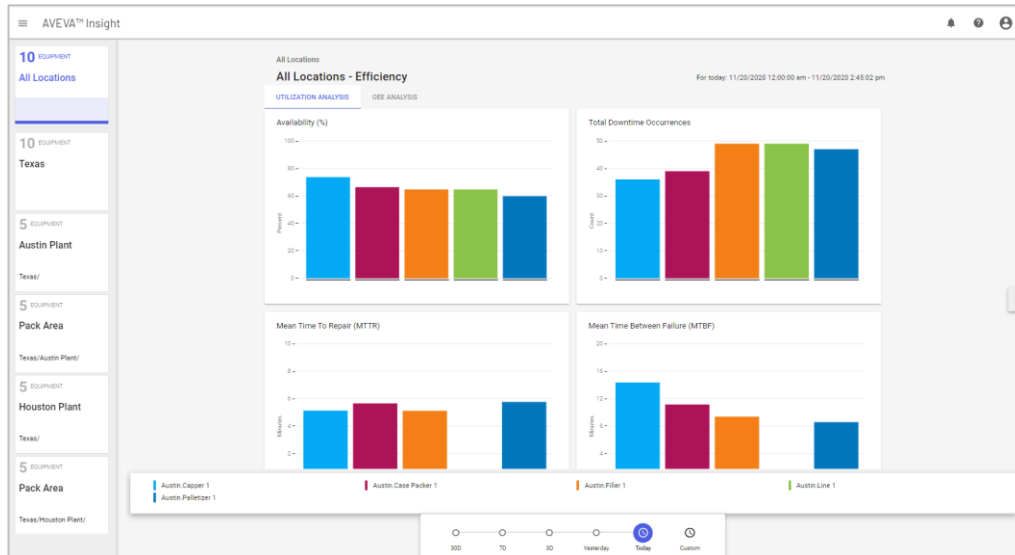 AVEVA™ Insight
10 EQUIPMENT
All Locations
10 EQUIPMENT
Texas
5 EQUIPMENT
Austin Plant
Texas/
5 EQUIPMENT
Pack Area
Texas/Austin Plant/
5 EQUIPMENT
Houston Plant
Texas/
5 EQUIPMENT
Pack Area
Texas/Houston Plant/
All Locations
All Locations - Efficiency
For today: 11/20/2020 12:00:00 am - 11/20/2020 2:45:02 pm
UTILIZATION ANALYSIS OEE ANALYSIS
Availability (%)
100
80
60
40
20
0
Percent
Total Downtime Occurrences
50
40
30
20
10
0
Count
Mean Time To Repair (MTTR)
10
8
6
4
2
Minutes
Mean Time Between Failure (MTBF)
20
16
12
8
4
Minutes
Austin.Capper 1 Austin.Case Packer 1 Austin.Filler 1 Austin.Line 1
Austin.Palletizer 1
30D 7D 3D Yesterday Today Custom